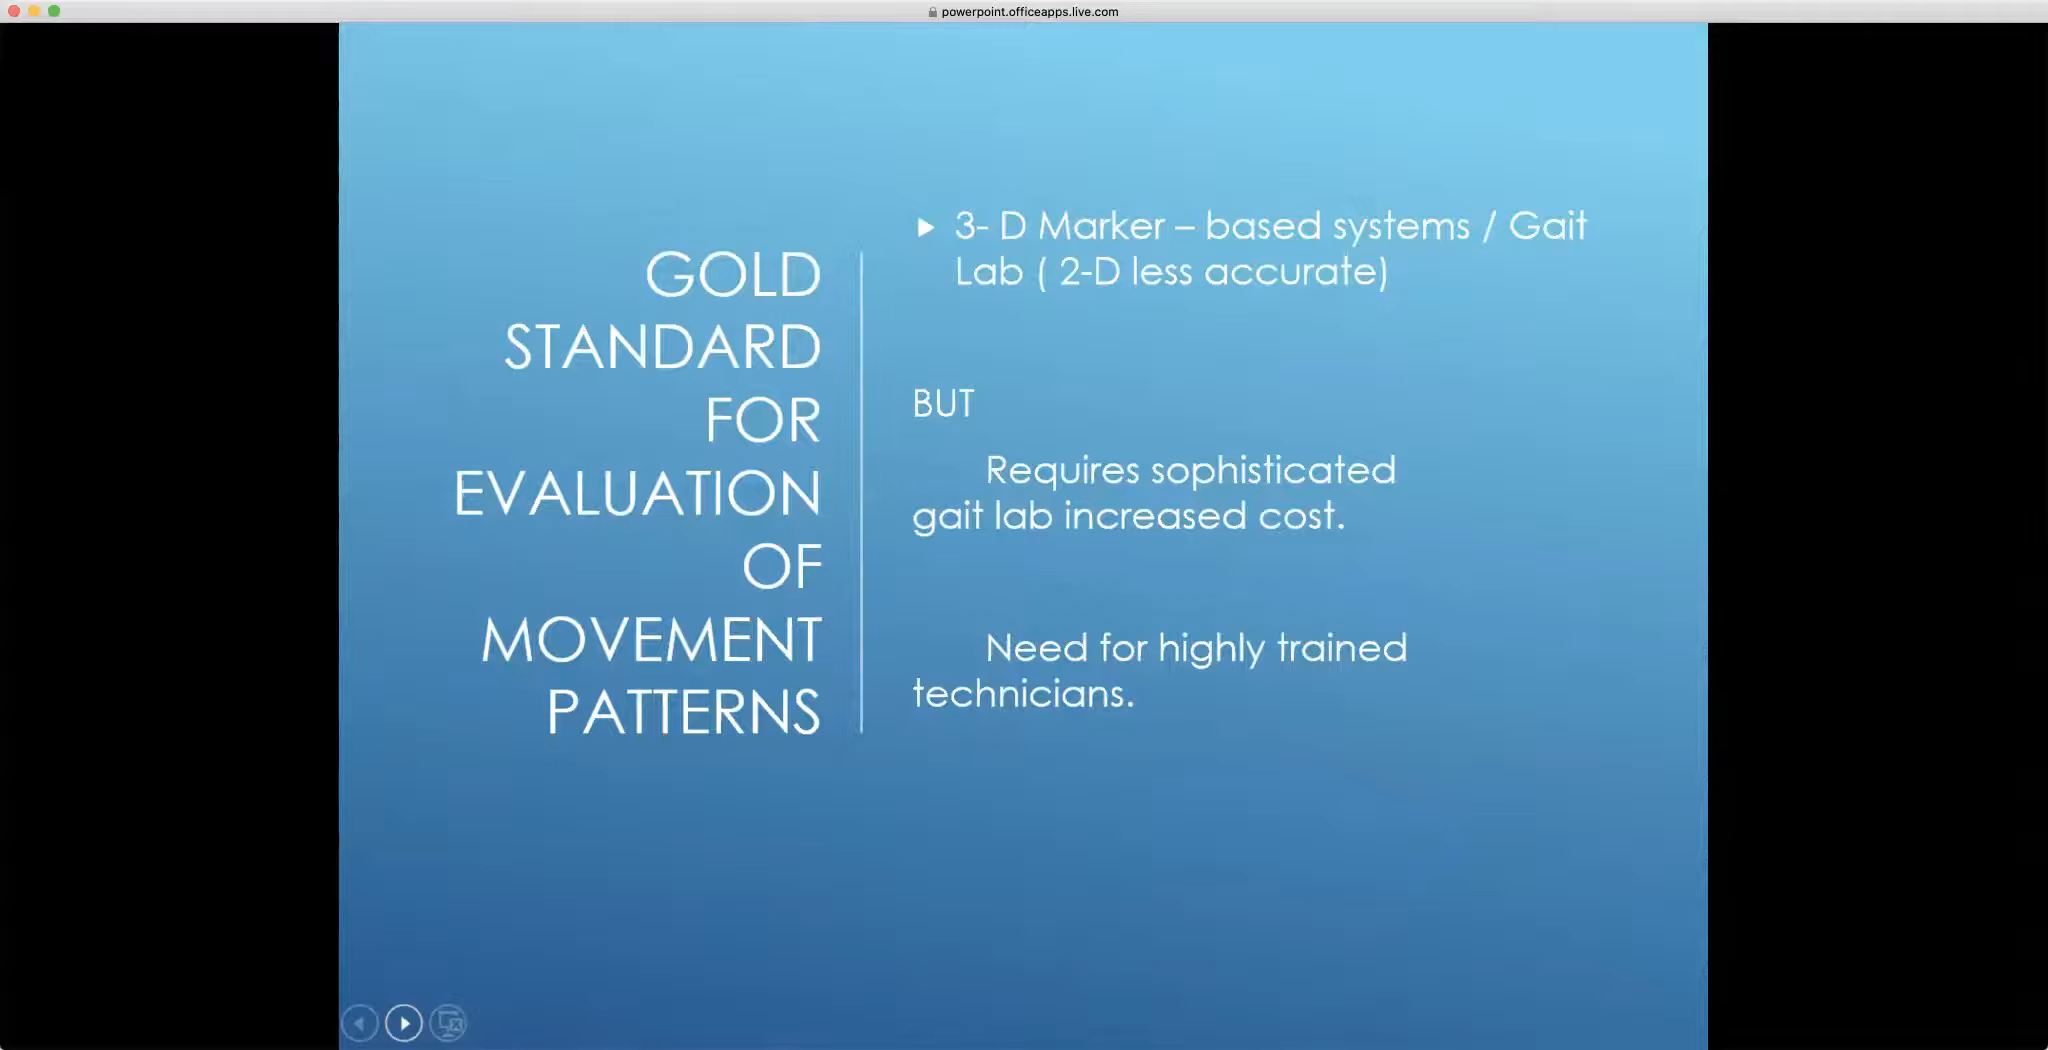 powerpoint.officeapps.live.com
GOLD
STANDARD
FOR
EVALUATION
OF
MOVEMENT
PATTERNS
3- D Marker – based systems / Gait
Lab ( 2-D less accurate)
BUT
Requires sophisticated
gait lab increased cost.
Need for highly trained
technicians.